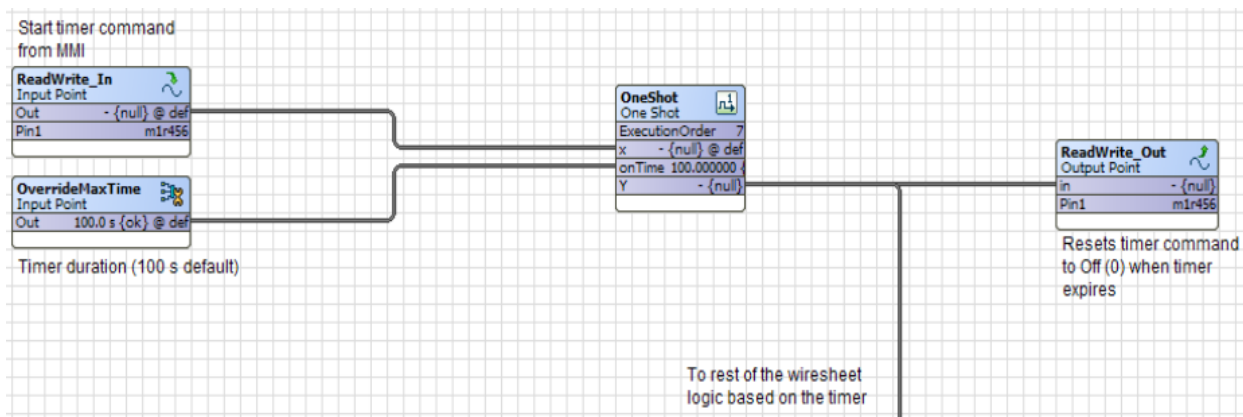 Start timer command
from MMI
ReadWrite_In
Input Point
Out - {null} @ def
Pin1 m1r456
OverrideMaxTime
Input Point
Out 100.0 s {ok} @ def
Timer duration (100 s default)
OneShot
One Shot
ExecutionOrder 7
x - {null} @ def
onTime 100.000000 {
Y - {null}
ReadWrite_Out
Output Point
in - {null}
Pin1 m1r456
Resets timer command
to Off (0) when timer
expires
To rest of the wiresheet
logic based on the timer